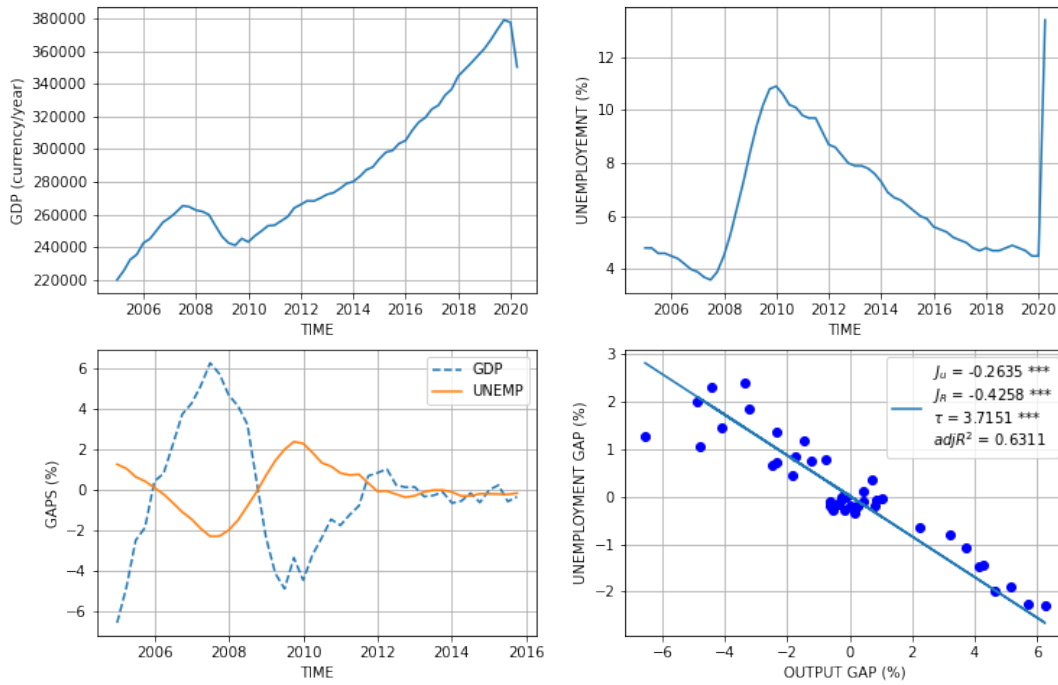 380000
360000
340000
320000
300000
280000
260000
240000
220000
GDP (currency/year)
2006 2008 2010 2012 2014 2016 2018 2020
TIME
12
10
8
6
4
UNEMPLOYEMNT (%)
2006 2008 2010 2012 2014 2016 2018 2020
TIME
GDP
UNEMP
6
4
2
0
−2
−4
−6
GAPS (%)
2006 2008 2010 2012 2014 2016
TIME
J_u = -0.2635 ***
J_R = -0.4258 ***
τ = 3.7151 ***
adjR² = 0.6311
3
2
1
0
−1
−2
UNEMPLOYMENT GAP (%)
−6 −4 −2 0 2 4 6
OUTPUT GAP (%)